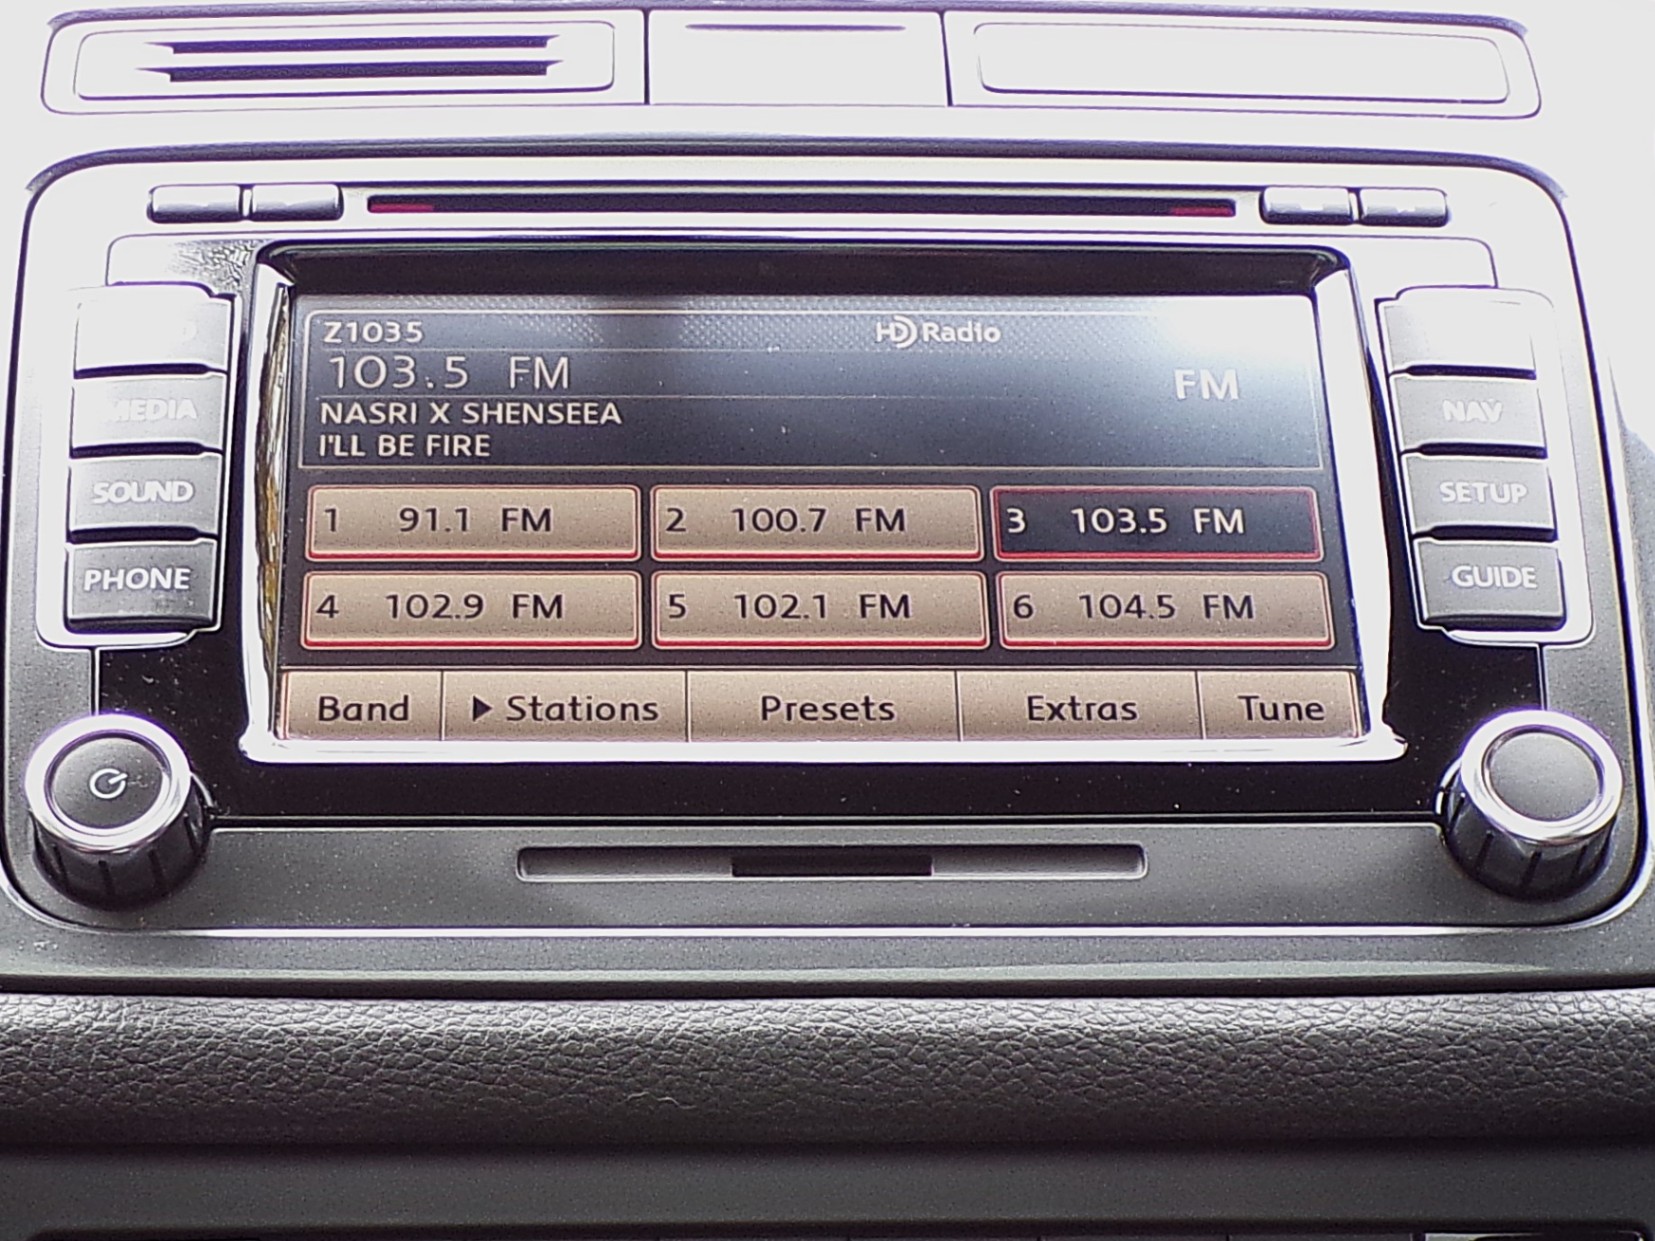 Z1035
HD Radio
103.5 FM
FM
NASRI X SHENSEEA
I'LL BE FIRE
1 91.1 FM
2 100.7 FM
3 103.5 FM
4 102.9 FM
5 102.1 FM
6 104.5 FM
Band
Stations
Presets
Extras
Tune
MEDIA
SOUND
PHONE
NAV
SETUP
GUIDE